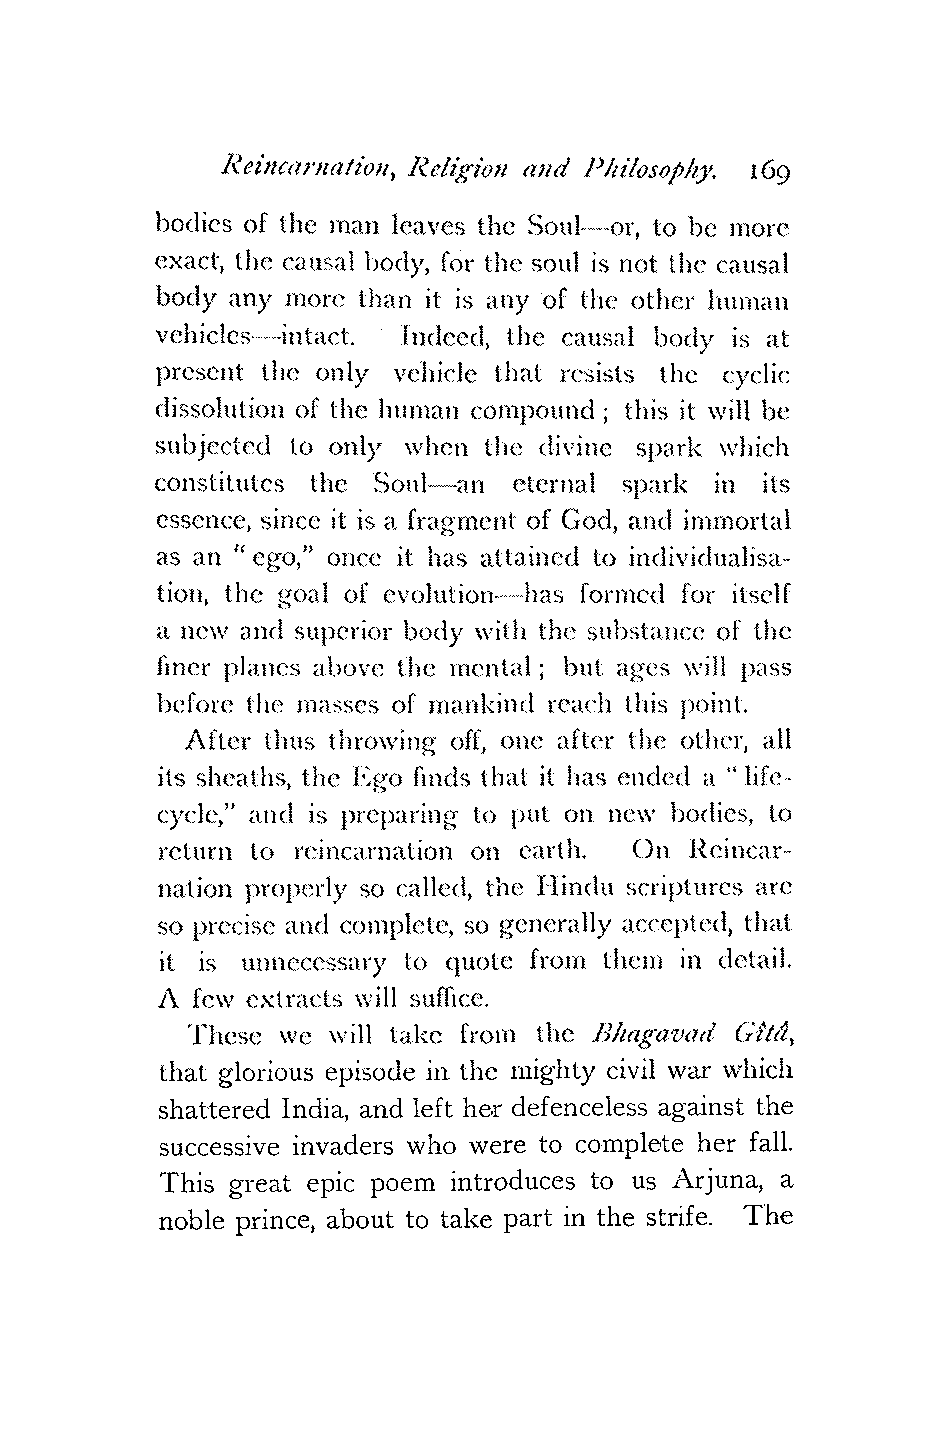 Reincarnation, Religion and Philosophy. 169
bodies of the man leaves the Soul—or, to be more
exact, the causal body, for the soul is not the causal
body any more than it is any of the other human
vehicles—intact. Indeed, the causal body is at
present the only vehicle that resists the cyclic
dissolution of the human compound ; this it will be
subjected to only when the divine spark which
constitutes the Soul—an eternal spark in its
essence, since it is a fragment of God, and immortal
as an “ ego,” once it has attained to individualisa-
tion, the goal of evolution—has formed for itself
a new and superior body with the substance of the
finer planes above the mental ; but ages will pass
before the masses of mankind reach this point.
After thus throwing off, one after the other, all
its sheaths, the Ego finds that it has ended a “ life-
cycle,” and is preparing to put on new bodies, to
return to reincarnation on earth. On Reincar-
nation properly so called, the Hindu scriptures are
so precise and complete, so generally accepted, that
it is unnecessary to quote from them in detail.
A few extracts will suffice.
These we will take from the Bhagavad Gîtâ,
that glorious episode in the mighty civil war which
shattered India, and left her defenceless against the
successive invaders who were to complete her fall.
This great epic poem introduces to us Arjuna, a
noble prince, about to take part in the strife. The